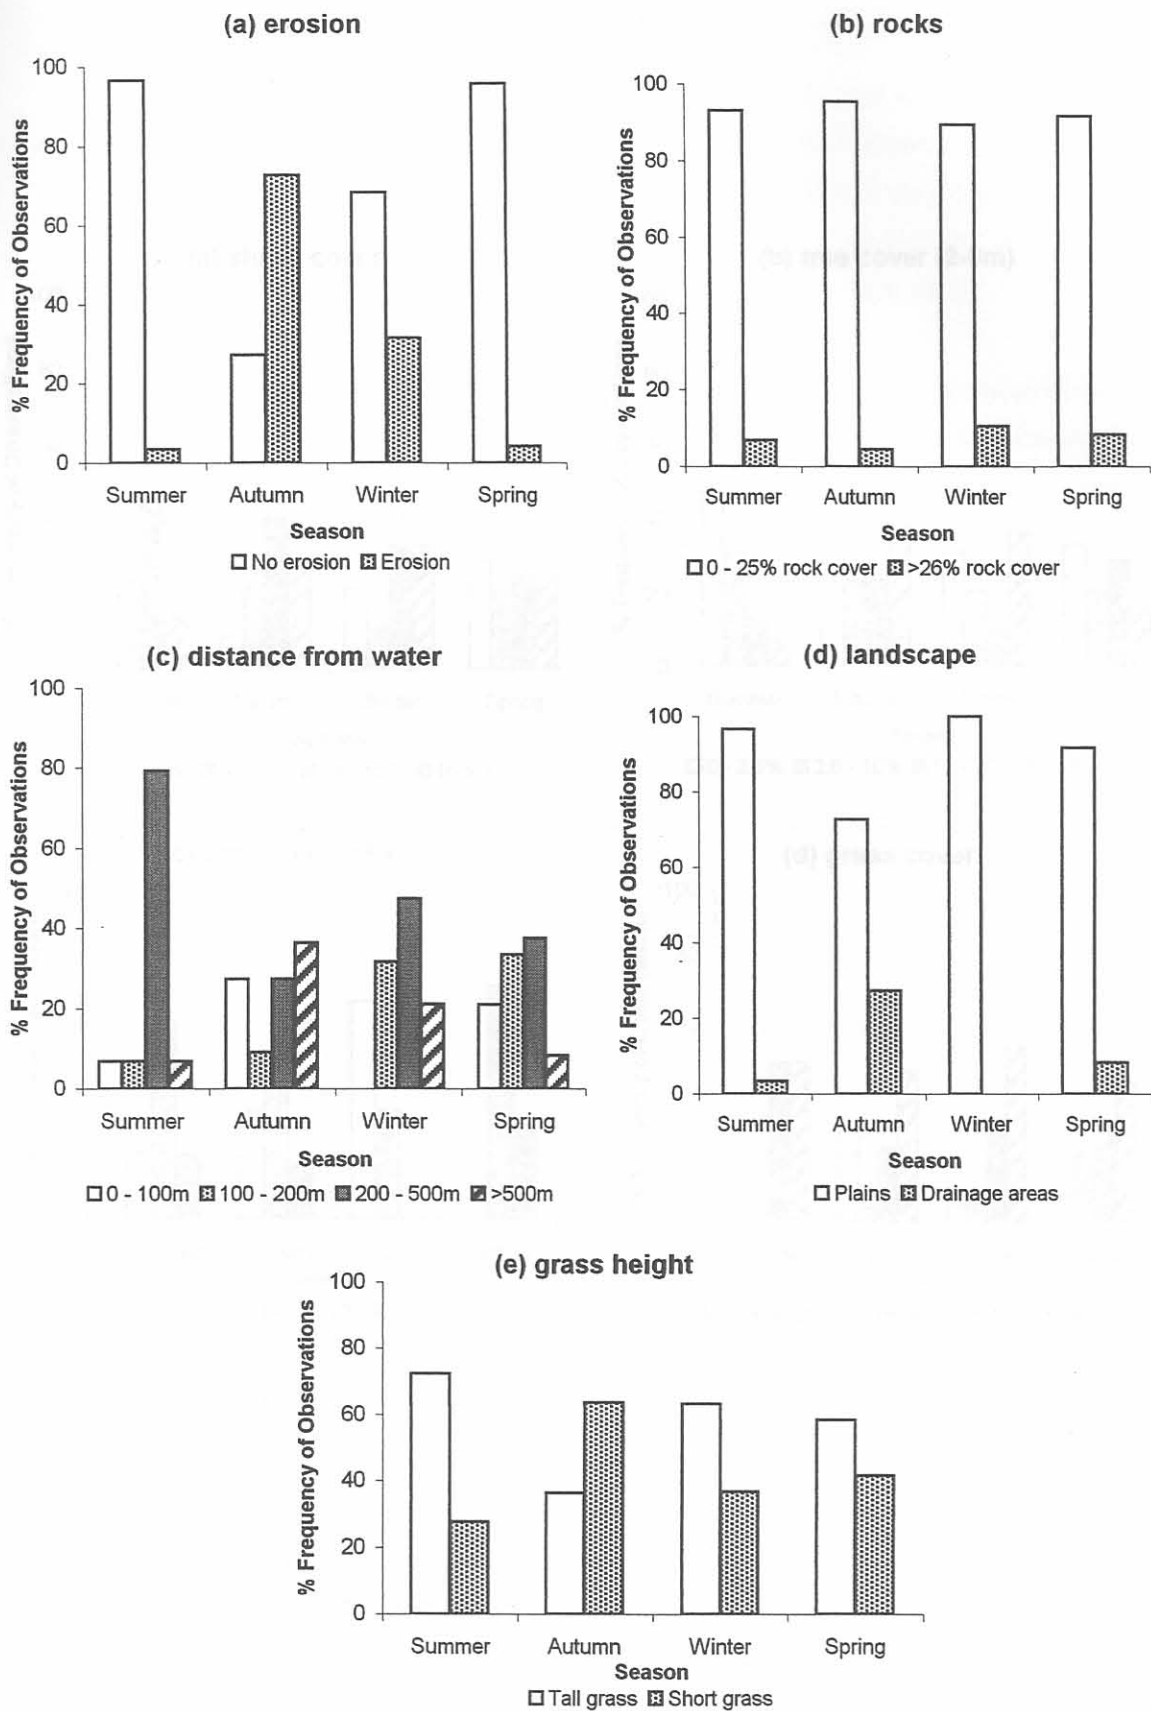 (a) erosion
% Frequency of Observations
100
80
60
40
20
0
Summer Autumn Winter Spring
Season
No erosion Erosion
(b) rocks
% Frequency of Observations
100
80
60
40
20
0
Summer Autumn Winter Spring
Season
0 - 25% rock cover >26% rock cover
(c) distance from water
% Frequency of Observations
100
80
60
40
20
0
Summer Autumn Winter Spring
Season
0 - 100m 100 - 200m 200 - 500m >500m
(d) landscape
% Frequency of Observations
100
80
60
40
20
0
Summer Autumn Winter Spring
Season
Plains Drainage areas
(e) grass height
% Frequency of Observations
100
80
60
40
20
0
Summer Autumn Winter Spring
Season
Tall grass Short grass